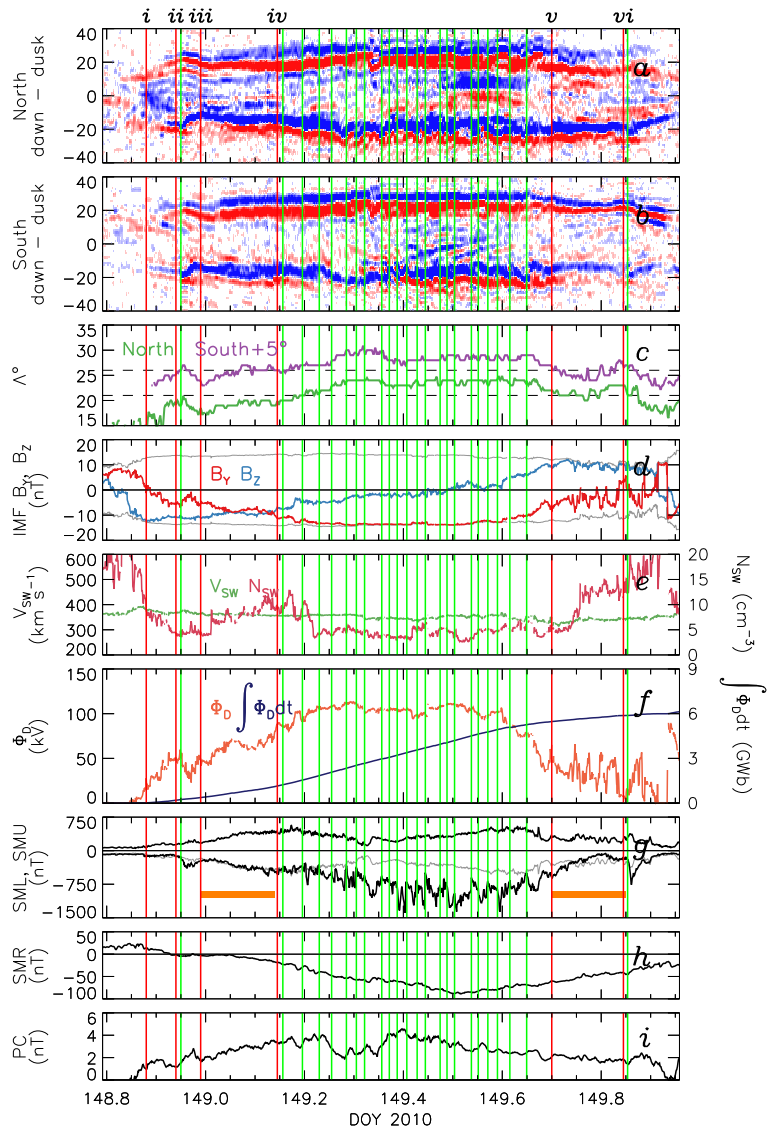 i ii iii iv v vi
North
dawn – dusk
40
20
0
−20
−40
a
South
dawn – dusk
40
20
0
−20
−40
b
Λ°
35
30
25
20
15
North South+5°
c
IMF B_Y, B_Z
(nT)
20
10
0
−10
−20
B_Y B_Z
d
V_SW
(km s⁻¹)
600
500
400
300
200
V_SW N_SW
e
20
15
10
5
0
N_SW (cm⁻³)
Φ_D
(kV)
150
100
50
0
Φ_D ∫Φ_D dt
f
9
6
3
0
∫Φ_D dt (GWb)
SML, SMU
(nT)
750
0
−750
−1500
g
SMR
(nT)
50
0
−50
−100
h
PC
(nT)
6
4
2
0
i
148.8 149.0 149.2 149.4 149.6 149.8
DOY 2010